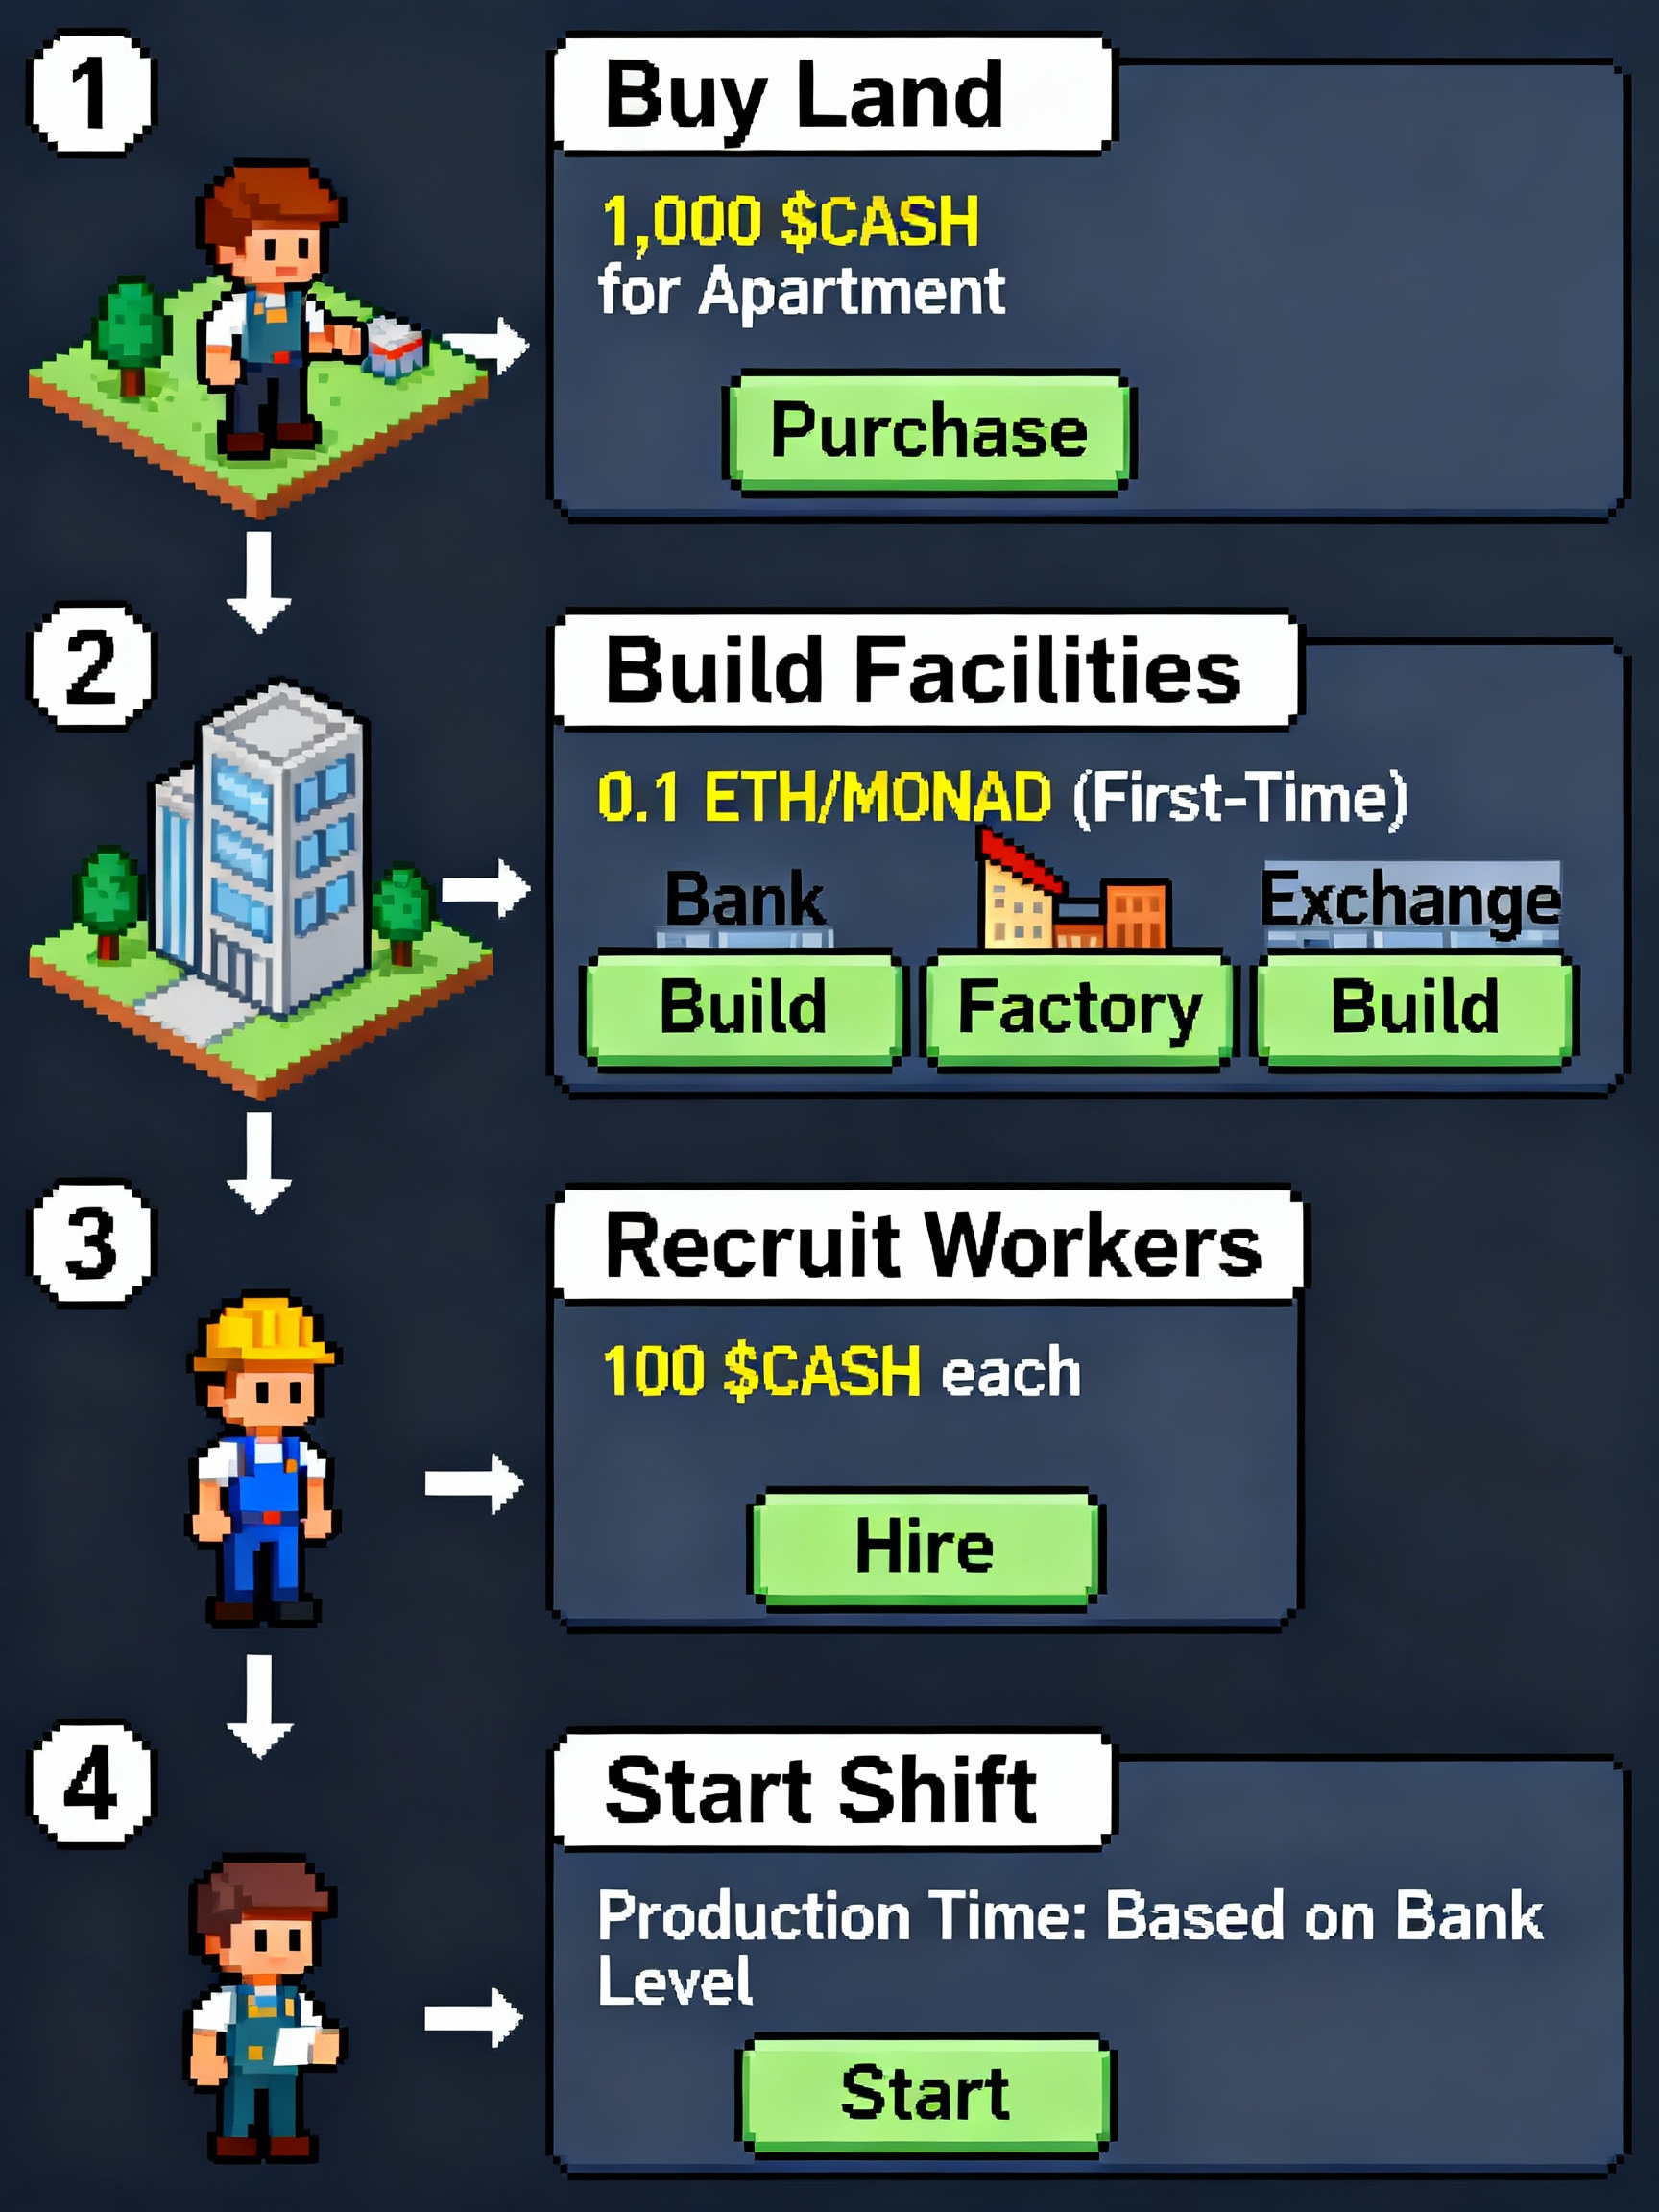 1
Buy Land
1,000 $CASH
for Apartment
Purchase
2
Build Facilities
0.1 ETH/MONAD (First-Time)
Bank
Exchange
Build
Factory
Build
3
Recruit Workers
100 $CASH each
Hire
4
Start Shift
Production Time: Based on Bank
Level
Start